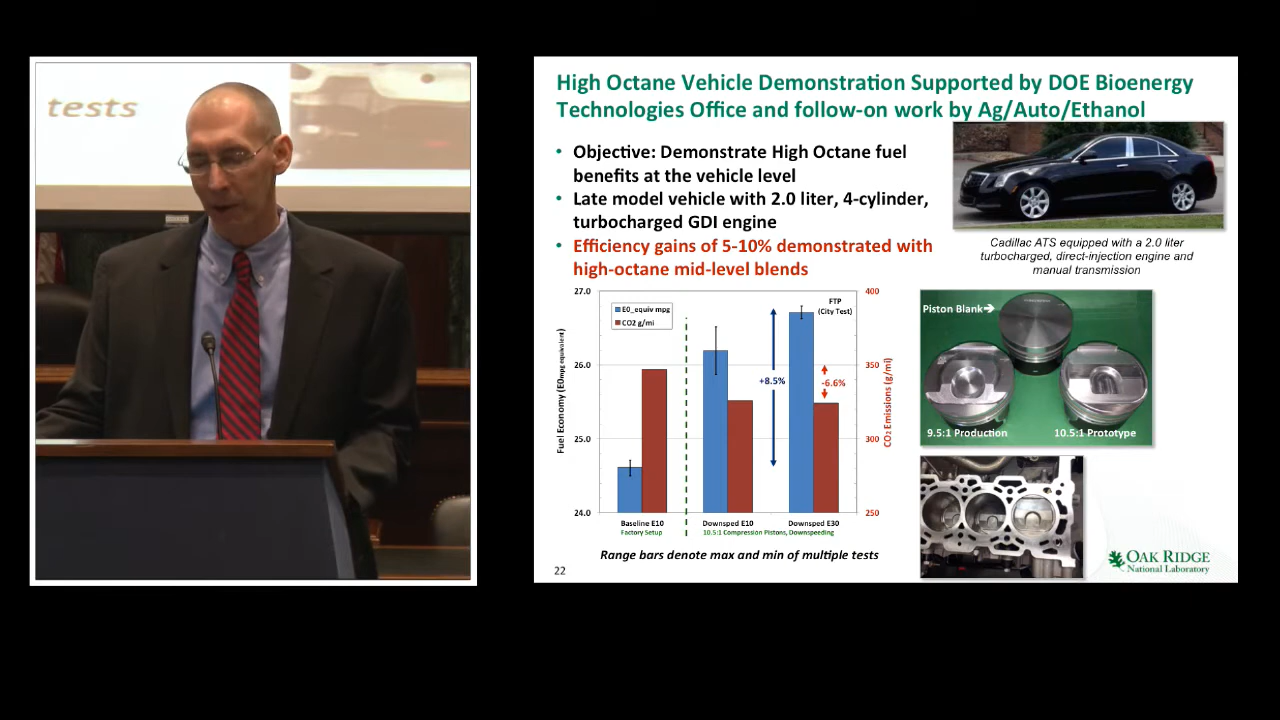 tests
High Octane Vehicle Demonstration Supported by DOE Bioenergy
Technologies Office and follow-on work by Ag/Auto/Ethanol
• Objective: Demonstrate High Octane fuel
benefits at the vehicle level
• Late model vehicle with 2.0 liter, 4-cylinder,
turbocharged GDI engine
• Efficiency gains of 5-10% demonstrated with
high-octane mid-level blends
Cadillac ATS equipped with a 2.0 liter
turbocharged, direct-injection engine and
manual transmission
27.0
26.0
25.0
24.0
Fuel Economy (E0mpg equivalent)
E0_equiv mpg
CO2 g/mi
FTP
(City Test)
+8.5%
-6.6%
400
350
300
250
CO2 Emissions (g/mi)
Baseline E10
Factory Setup
Downsped E10
Downsped E30
10.5:1 Compression Pistons, Downspeeding
Range bars denote max and min of multiple tests
Piston Blank→
9.5:1 Production
10.5:1 Prototype
22
OAK RIDGE
National Laboratory